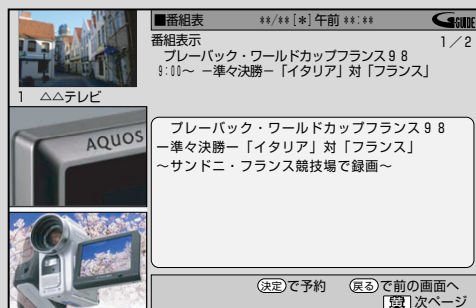 ■番組表 **/**[*]午前**:** G-GUIDE
番組表示 1/2
プレーバック・ワールドカップフランス98
9:00～ －準々決勝－「イタリア」対「フランス」
1 △△テレビ
AQUOS
プレーバック・ワールドカップフランス98
－準々決勝－「イタリア」対「フランス」
～サンドニ・フランス競技場で録画～
決定で予約 戻るで前の画面へ
黄 次ページ